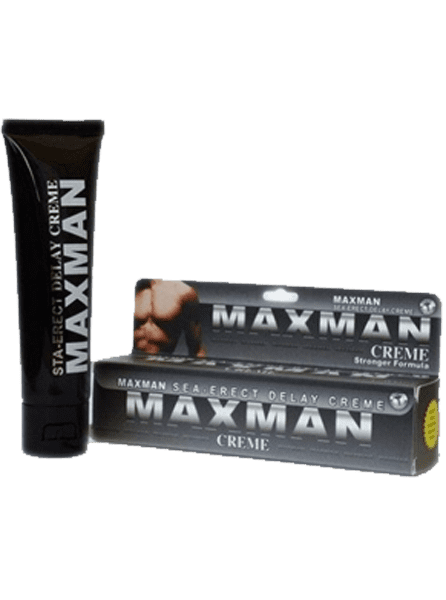 STA-ERECT DELAY CREME
MAXMAN
MAXMAN
SEA-ERECT DELAY CREME
MAXMAN
CREME
Stronger Formula
MAXMAN SEA-ERECT DELAY CREME
MAXMAN
CREME